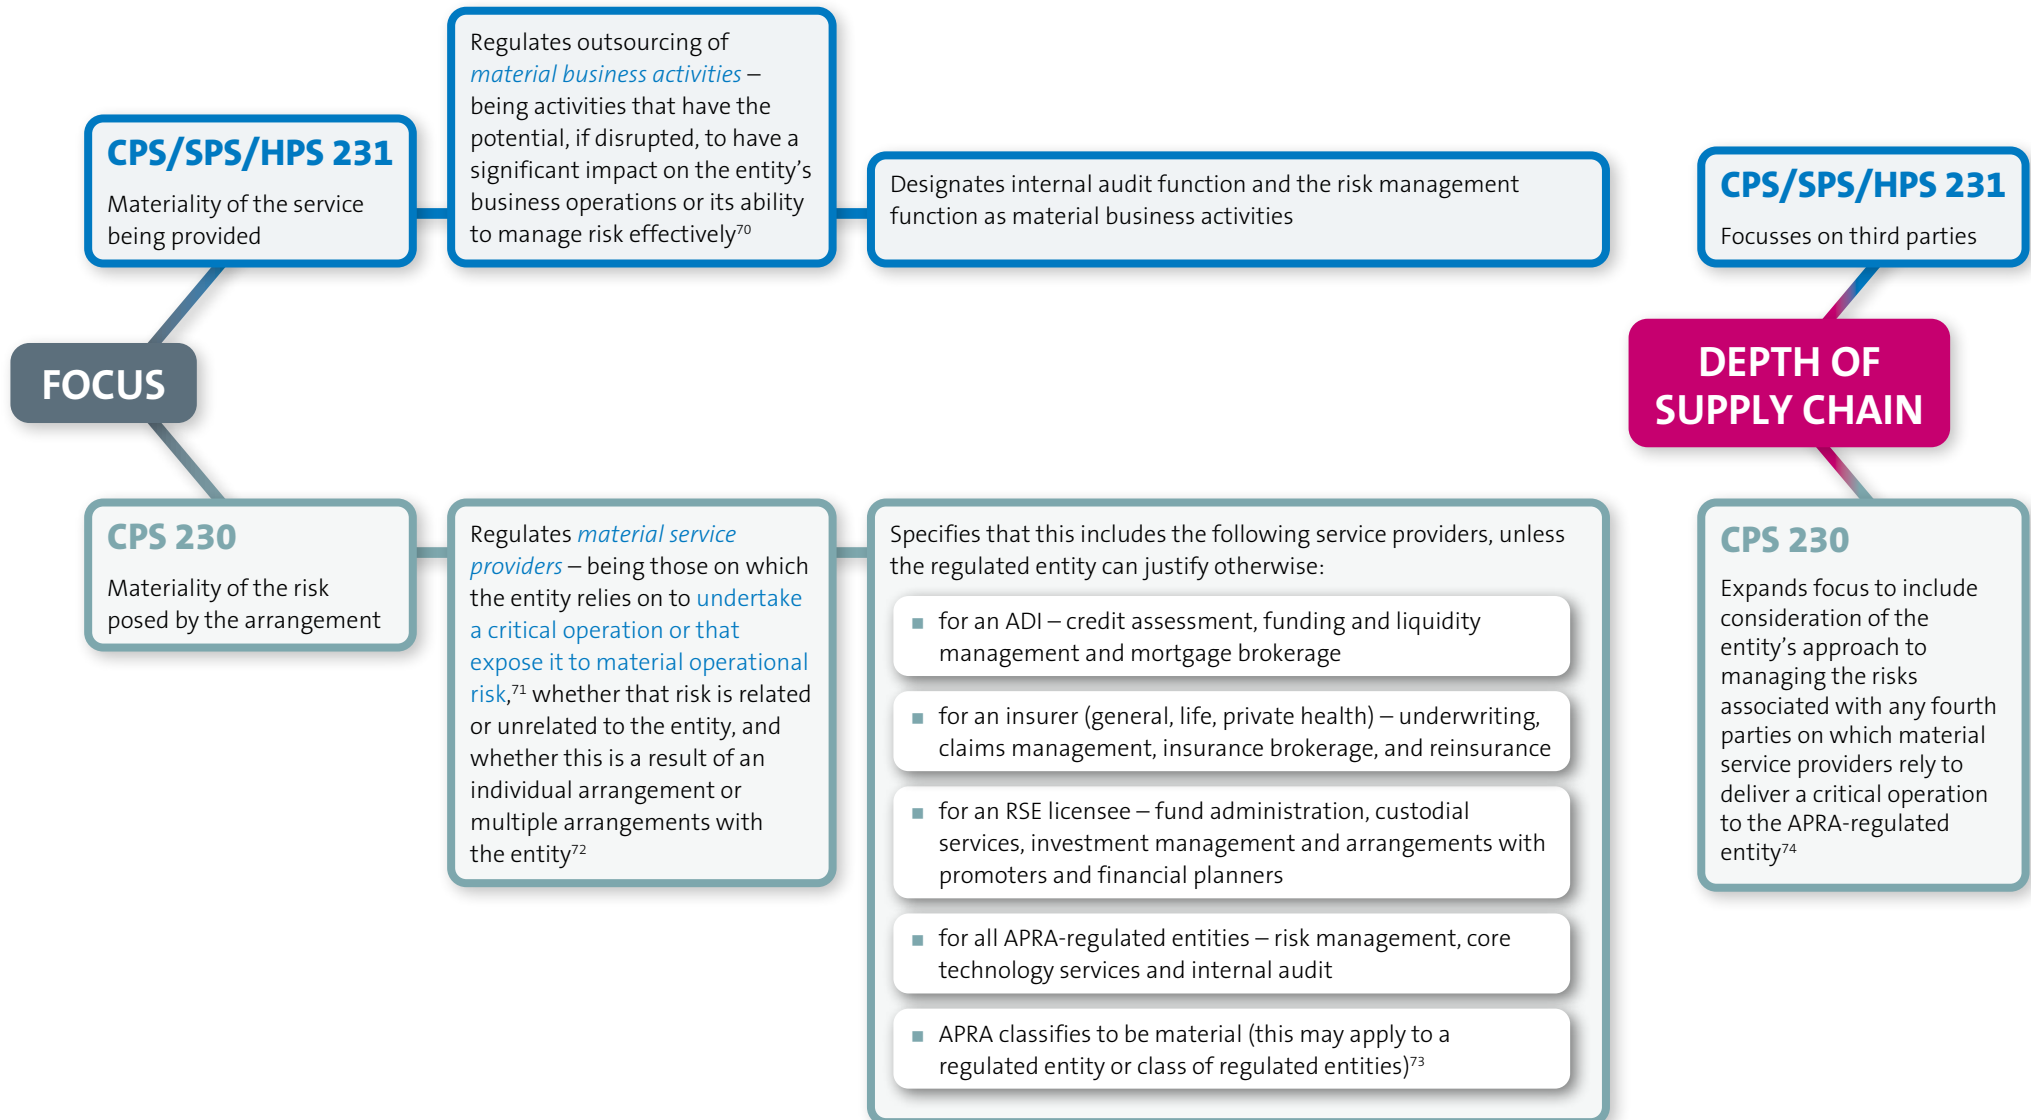 FOCUS
CPS/SPS/HPS 231
Materiality of the service
being provided
Regulates outsourcing of
material business activities –
being activities that have the
potential, if disrupted, to have a
significant impact on the entity’s
business operations or its ability
to manage risk effectively70
Designates internal audit function and the risk management
function as material business activities
CPS 230
Materiality of the risk
posed by the arrangement
Regulates material service
providers – being those on which
the entity relies on to undertake
a critical operation or that
expose it to material operational
risk,71 whether that risk is related
or unrelated to the entity, and
whether this is a result of an
individual arrangement or
multiple arrangements with
the entity72
Specifies that this includes the following service providers, unless
the regulated entity can justify otherwise:
■ for an ADI – credit assessment, funding and liquidity
management and mortgage brokerage
■ for an insurer (general, life, private health) – underwriting,
claims management, insurance brokerage, and reinsurance
■ for an RSE licensee – fund administration, custodial
services, investment management and arrangements with
promoters and financial planners
■ for all APRA-regulated entities – risk management, core
technology services and internal audit
■ APRA classifies to be material (this may apply to a
regulated entity or class of regulated entities)73
DEPTH OF
SUPPLY CHAIN
CPS/SPS/HPS 231
Focusses on third parties
CPS 230
Expands focus to include
consideration of the
entity’s approach to
managing the risks
associated with any fourth
parties on which material
service providers rely to
deliver a critical operation
to the APRA-regulated
entity74